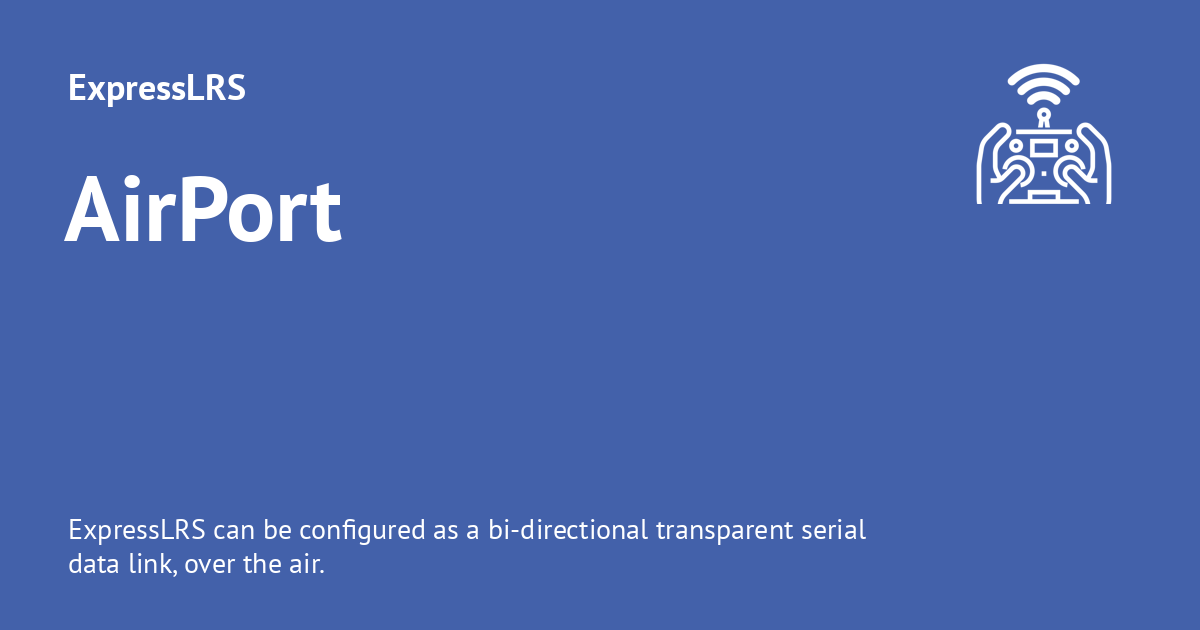 ExpressLRS
AirPort
ExpressLRS can be configured as a bi-directional transparent serial
data link, over the air.